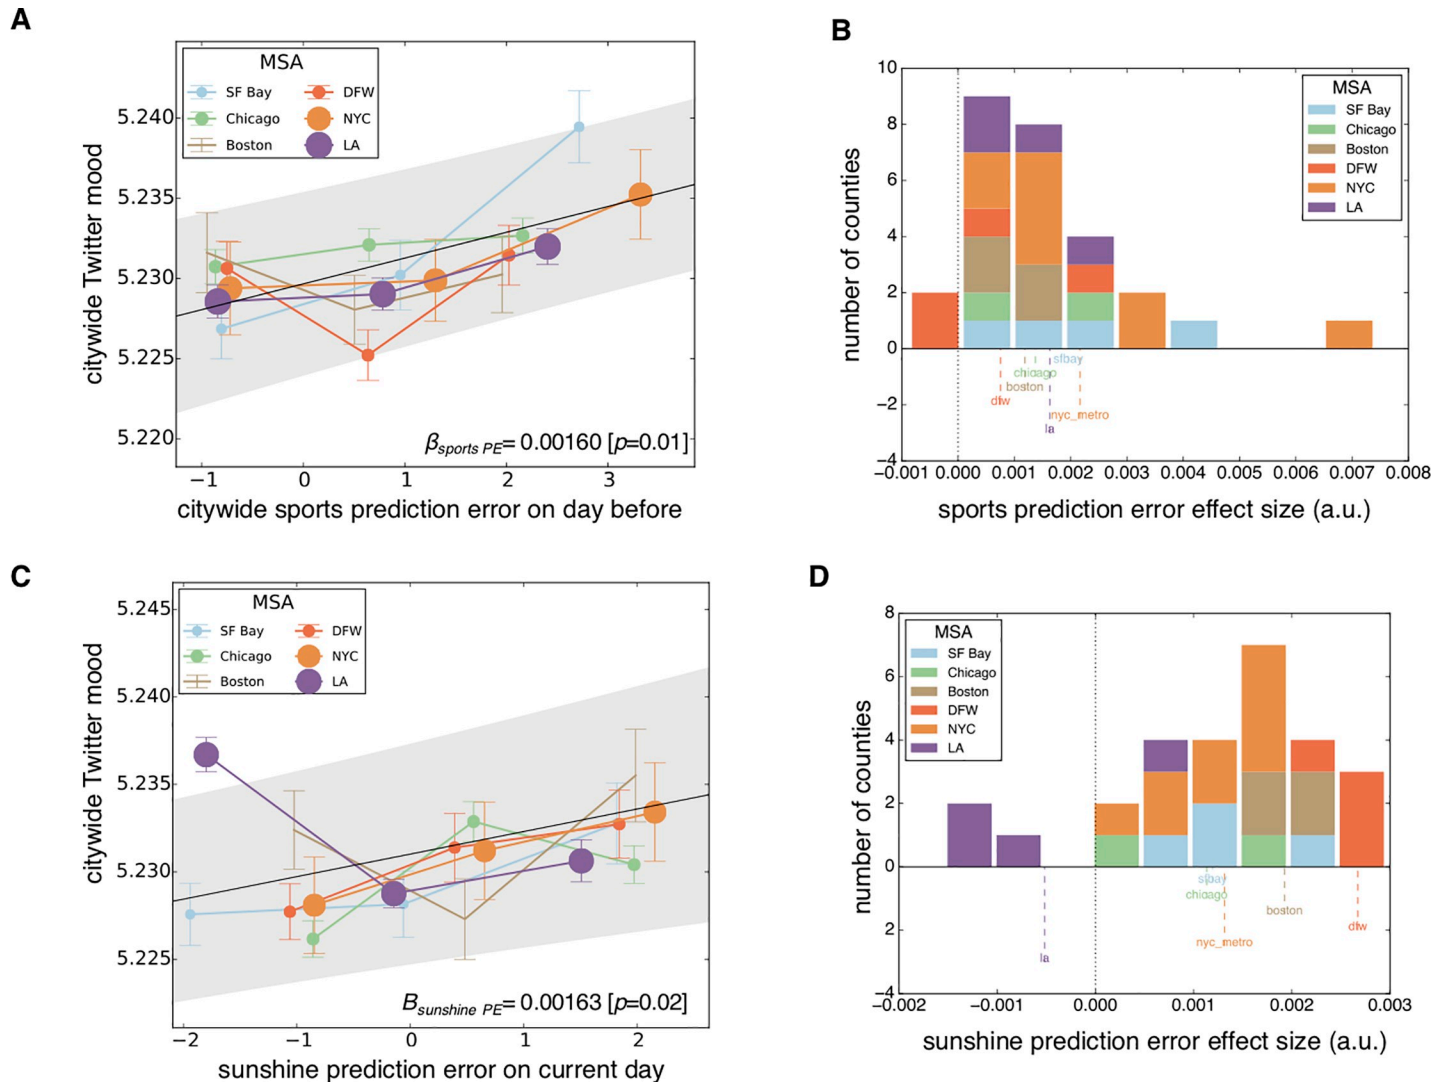 A
MSA
SF Bay
DFW
Chicago
NYC
Boston
LA
5.240
5.235
5.230
5.225
5.220
citywide Twitter mood
βsports PE= 0.00160 [p=0.01]
−1
0
1
2
3
citywide sports prediction error on day before
B
10
8
6
4
2
0
−2
−4
number of counties
MSA
SF Bay
Chicago
Boston
DFW
NYC
LA
sfbay
chicago
boston
dfw
nyc_metro
la
−0.001 0.000 0.001 0.002 0.003 0.004 0.005 0.006 0.007 0.008
sports prediction error effect size (a.u.)
C
MSA
SF Bay
DFW
Chicago
NYC
Boston
LA
5.245
5.240
5.235
5.230
5.225
citywide Twitter mood
Bsunshine PE= 0.00163 [p=0.02]
−2
−1
0
1
2
sunshine prediction error on current day
D
8
6
4
2
0
2
−4
number of counties
MSA
SF Bay
Chicago
Boston
DFW
NYC
LA
sfbay
chicago
boston
dfw
nyc_metro
la
−0.002 −0.001 0.000 0.001 0.002 0.003
sunshine prediction error effect size (a.u.)